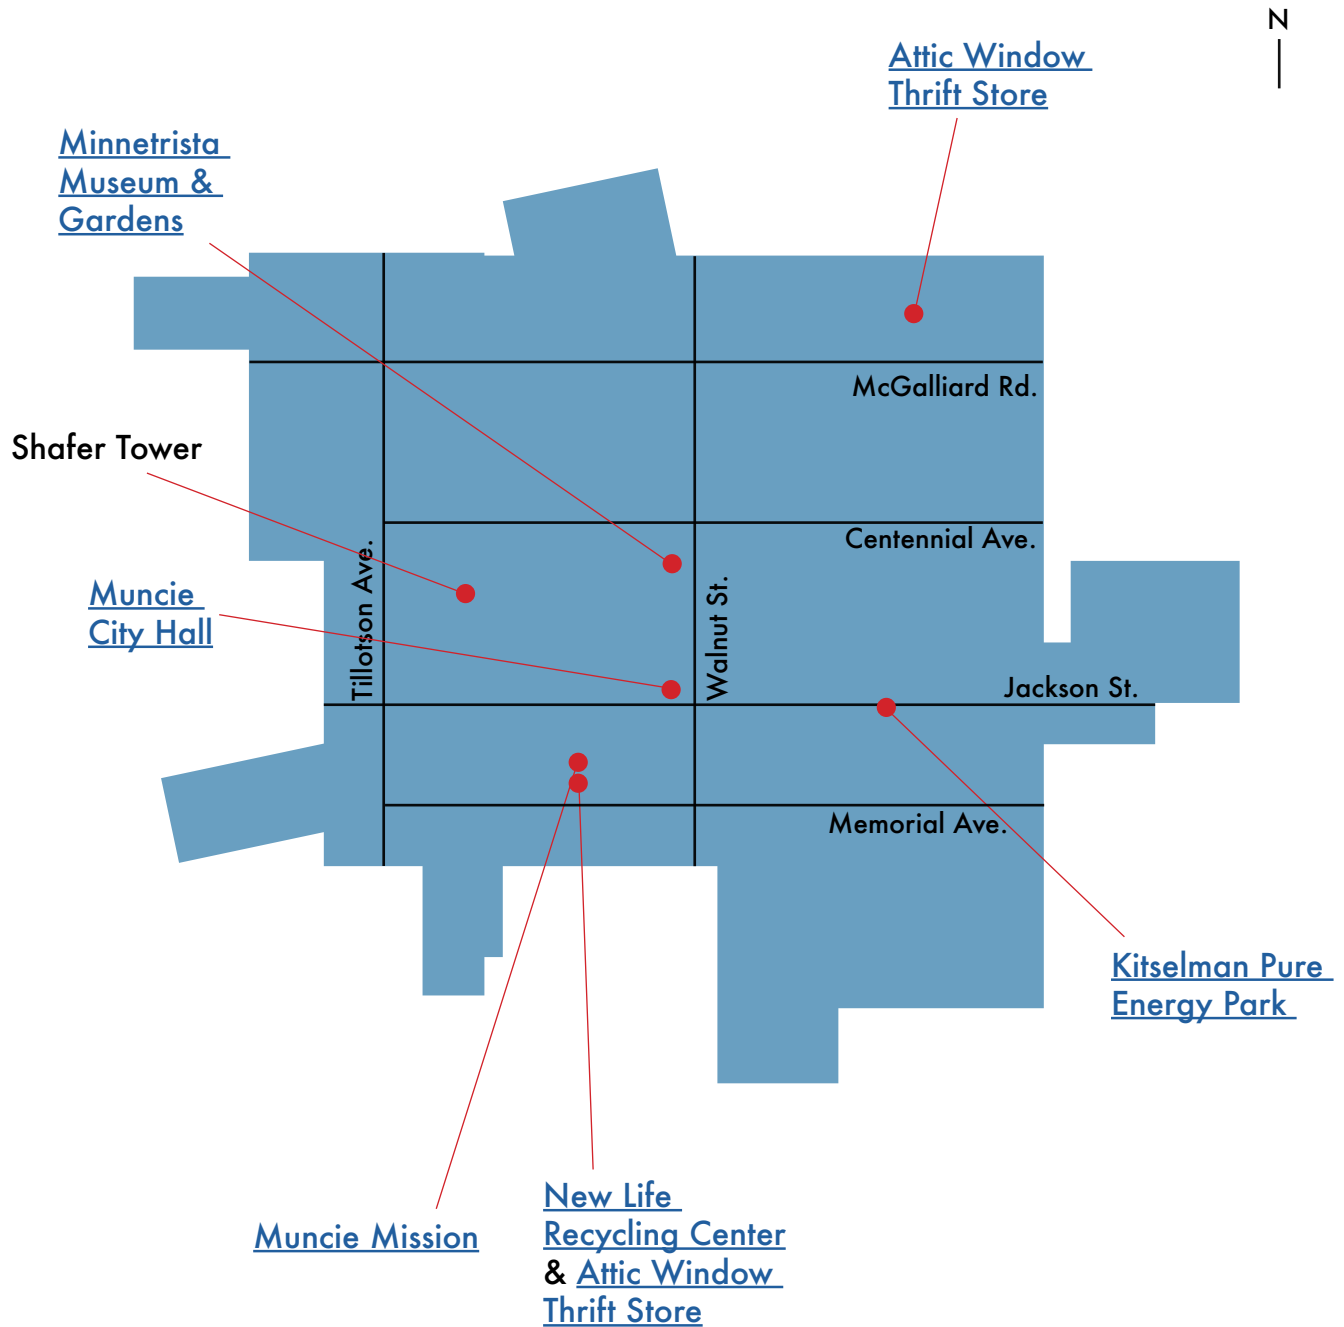 N
Attic Window
Thrift Store
Minnetrista
Museum &
Gardens
McGalliard Rd.
Shafer Tower
Centennial Ave.
Tillotson Ave.
Walnut St.
Muncie
City Hall
Jackson St.
Memorial Ave.
Kitselman Pure
Energy Park
Muncie Mission
New Life
Recycling Center
& Attic Window
Thrift Store